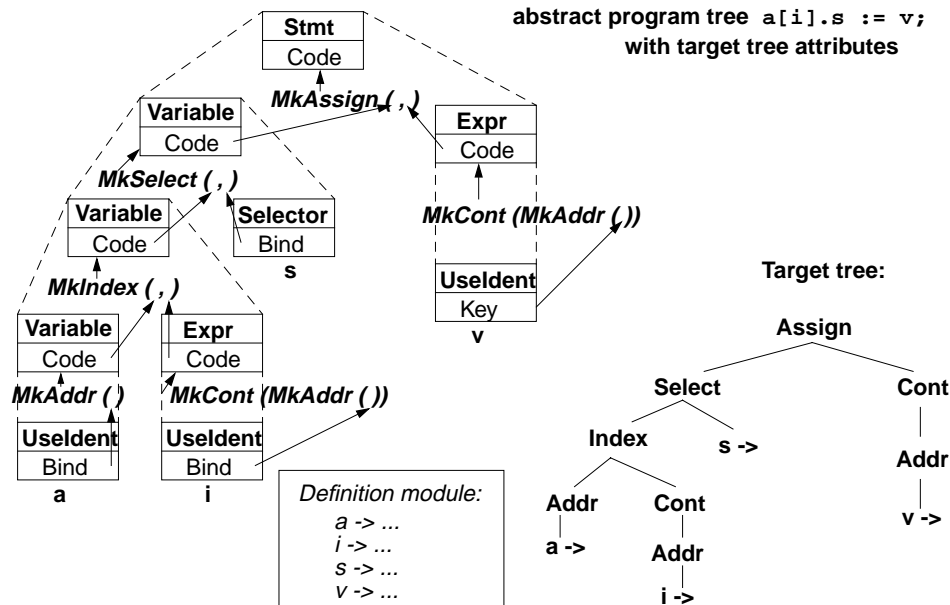 abstract program tree a[i].s := v;
with target tree attributes
Stmt
Code
MkAssign ( , )
Variable
Code
Expr
Code
MkSelect ( , )
Variable
Code
Selector
Bind
s
MkCont (MkAddr ( ))
UseIdent
Key
v
MkIndex ( , )
Variable
Code
Expr
Code
MkAddr ( )
MkCont (MkAddr ( ))
UseIdent
Bind
a
UseIdent
Bind
i
Definition module:
a -> ...
i -> ...
s -> ...
v -> ...
Target tree:
Assign
Select
Cont
Index
s ->
Addr
Addr
Cont
v ->
a ->
Addr
i ->